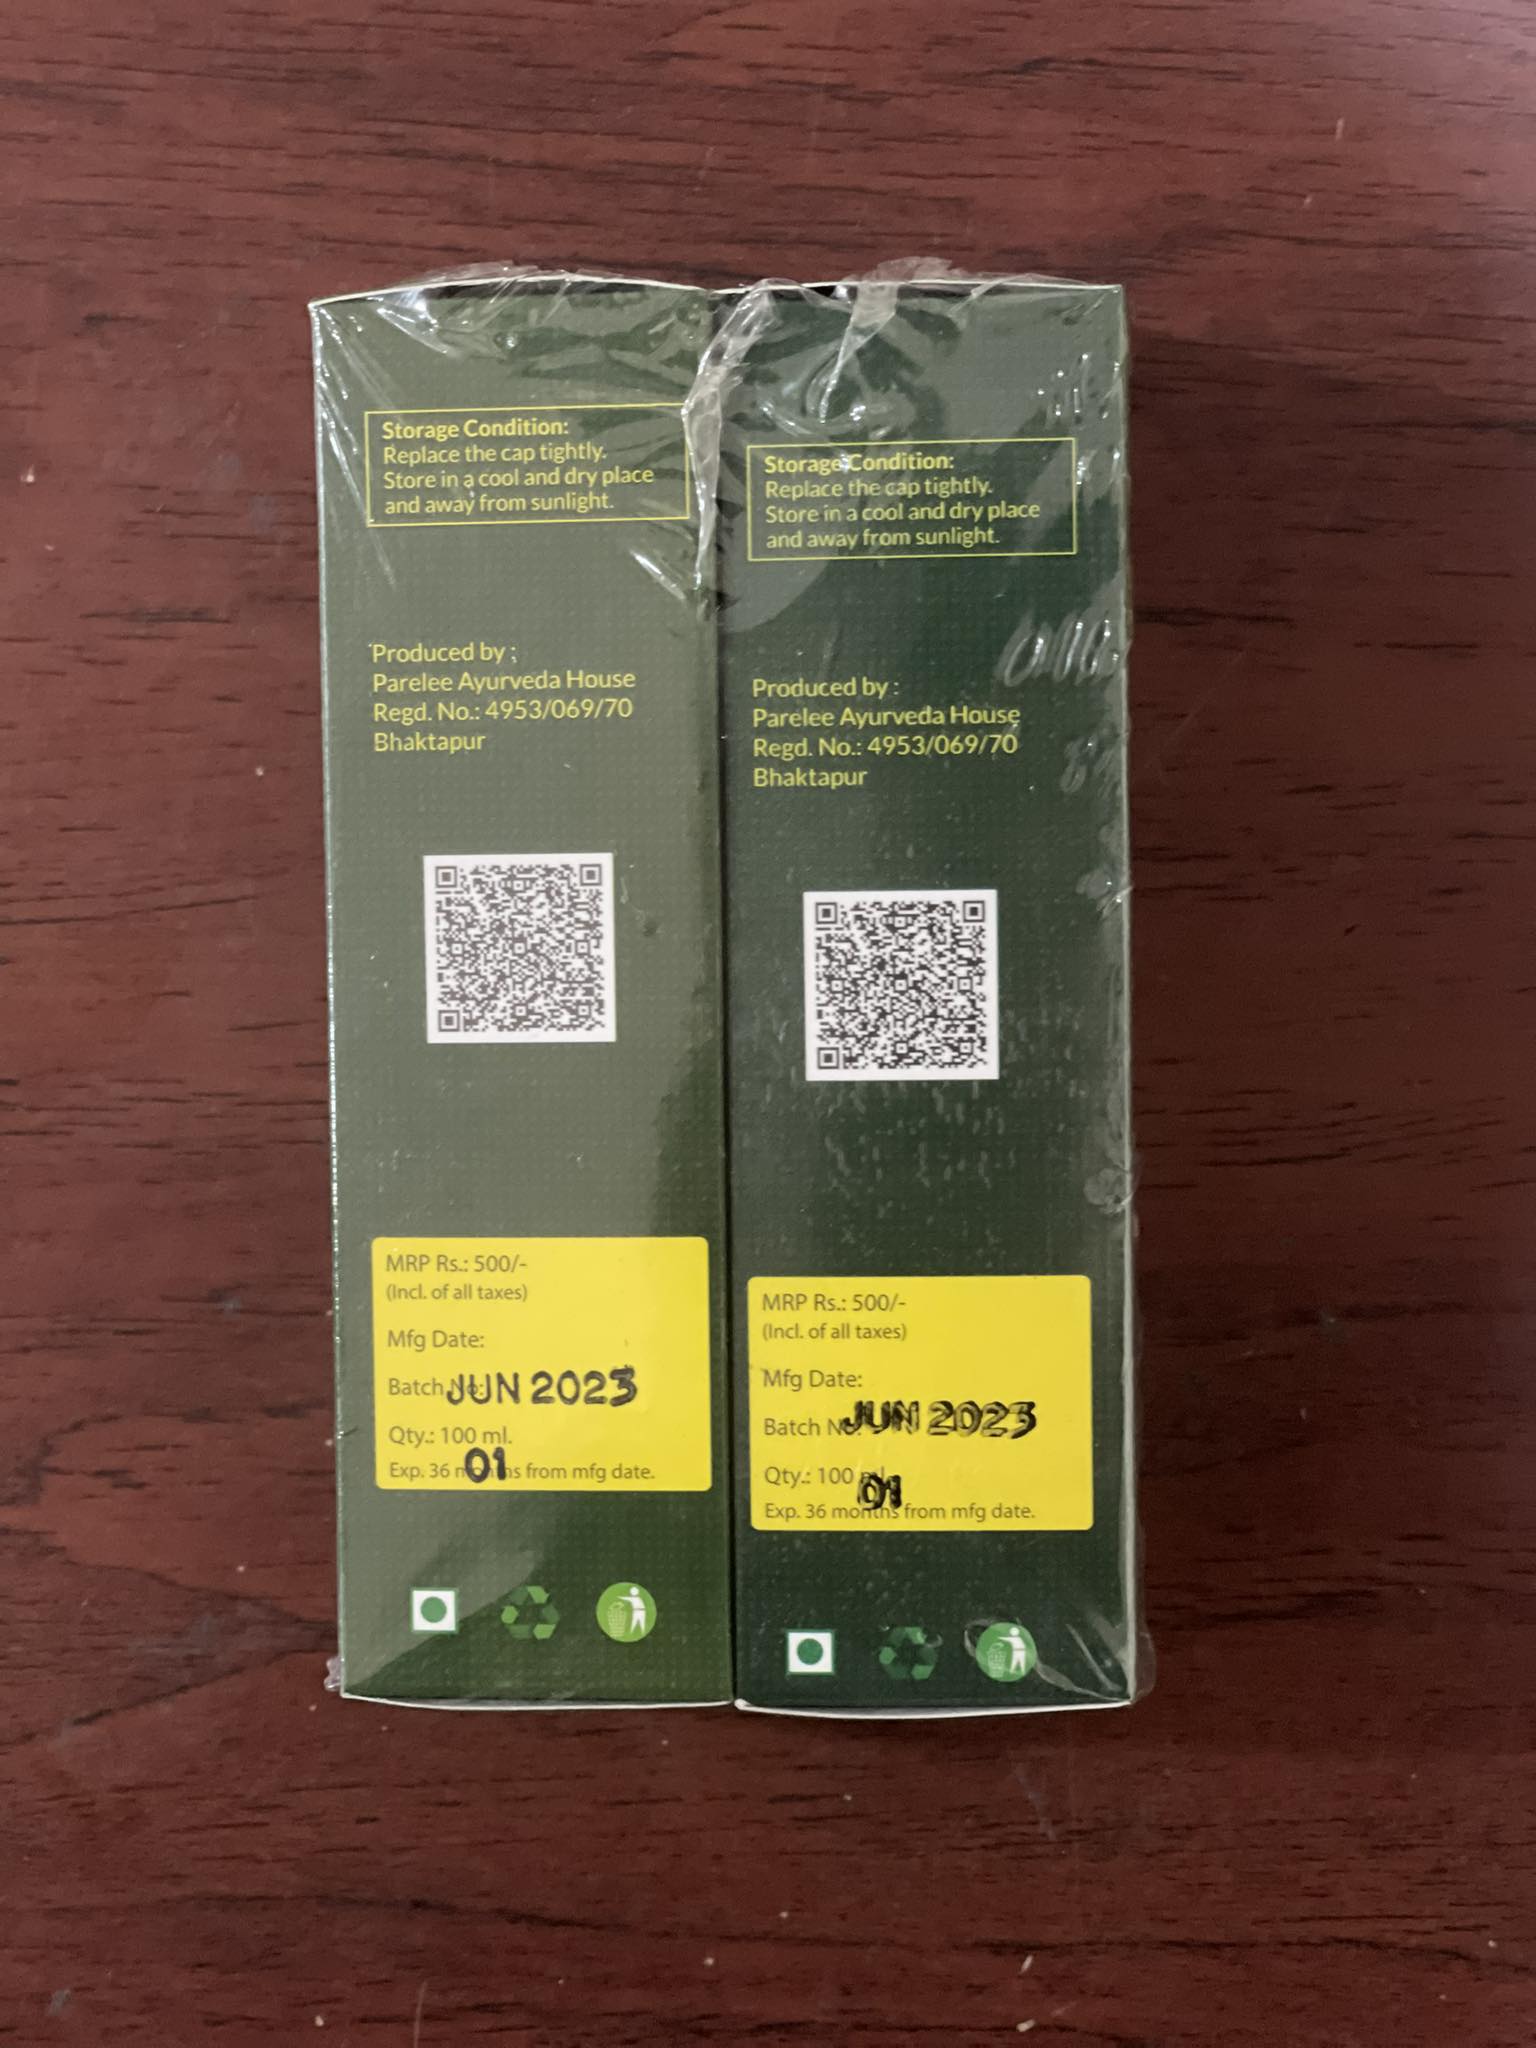 Storage Condition:
Replace the cap tightly.
Store in a cool and dry place
and away from sunlight.
Produced by ;
Parelee Ayurveda House
Regd. No.: 4953/069/70
Bhaktapur
MRP Rs.: 500/-
(Incl. of all taxes)
Mfg Date:
Batch No: JUN 2023
Qty.: 100 ml.
01
Exp. 36 months from mfg date.
Storage Condition:
Replace the cap tightly.
Store in a cool and dry place
and away from sunlight.
Produced by :
Parelee Ayurveda House
Regd. No.: 4953/069/70
Bhaktapur
MRP Rs.: 500/-
(Incl. of all taxes)
Mfg Date:
Batch No: JUN 2023
Qty.: 100 ml.
01
Exp. 36 months from mfg date.